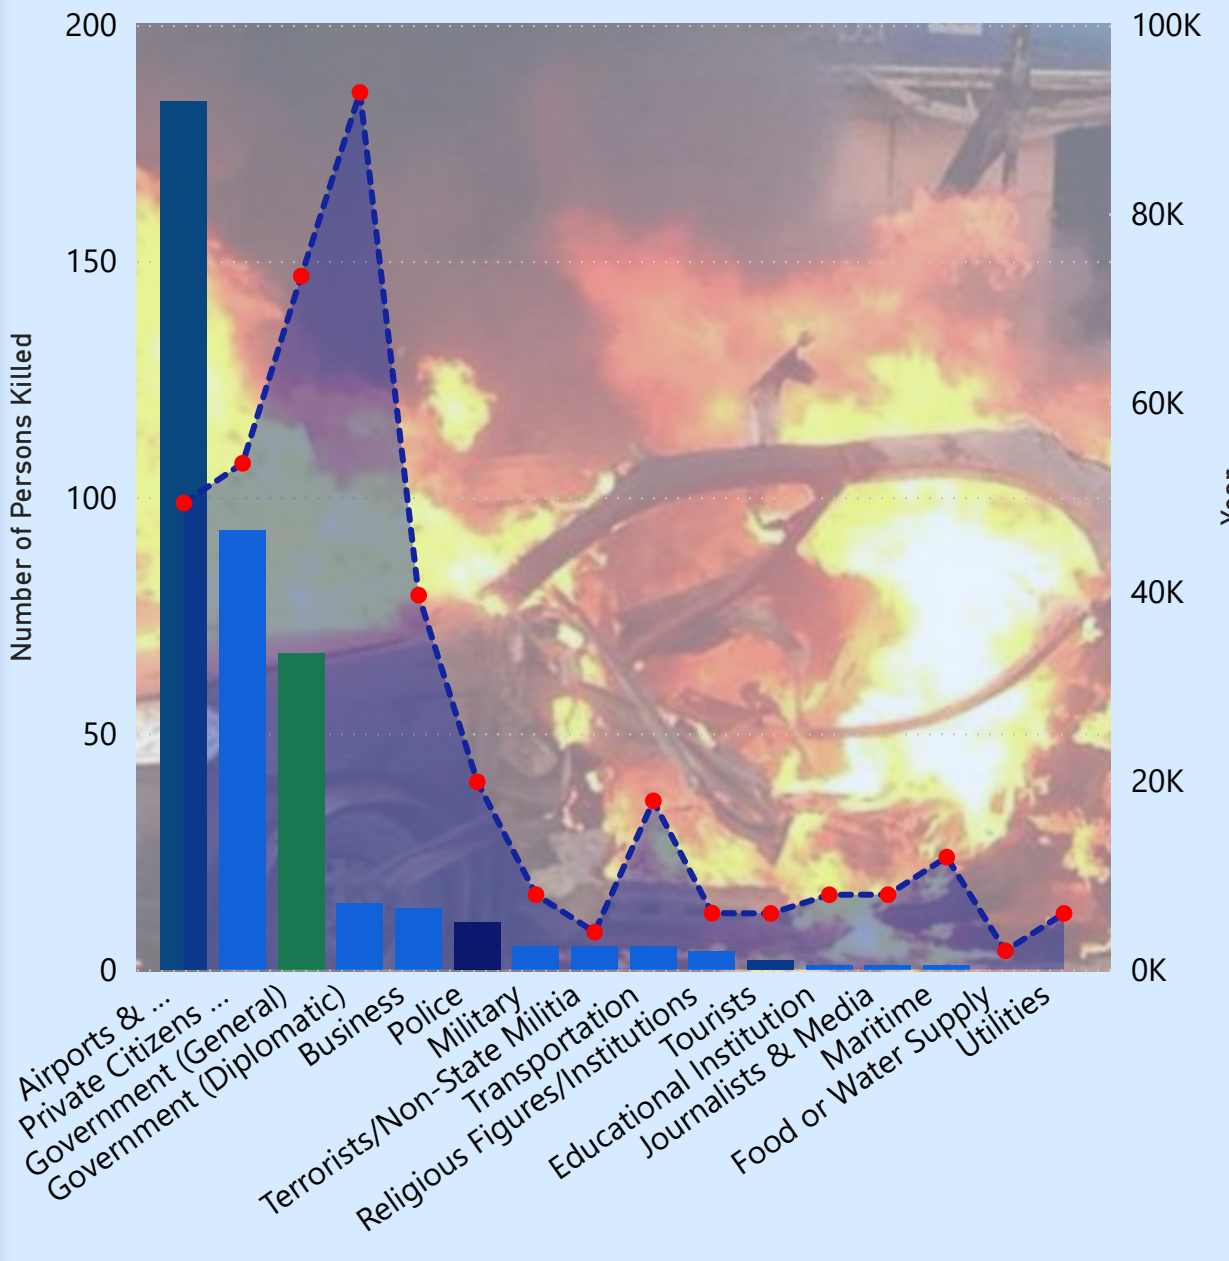 200
150
100
50
0
Number of Persons Killed
100K
80K
60K
40K
20K
0K
Airports & ...
Private Citizens ...
Government (General)
Government (Diplomatic)
Business
Police
Military
Terrorists/Non-State Militia
Transportation
Religious Figures/Institutions
Tourists
Educational Institution
Journalists & Media
Maritime
Food or Water Supply
Utilities